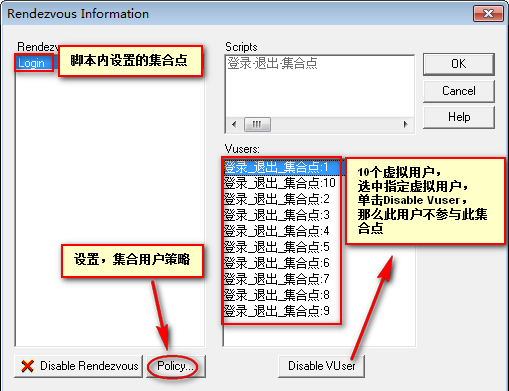 Rendezvous Information
Rendezv
Login
脚本内设置的集合点
Scripts
登录-退出-集合点
OK
Cancel
Help
Vusers:
登录_退出_集合点:1
登录_退出_集合点:10
登录_退出_集合点:2
登录_退出_集合点:3
登录_退出_集合点:4
登录_退出_集合点:5
登录_退出_集合点:6
登录_退出_集合点:7
登录_退出_集合点:8
登录_退出_集合点:9
10个虚拟用户，
选中指定虚拟用户，
单击Disable Vuser，
那么此用户不参与此集
合点
设置，集合用户策略
Disable Rendezvous
Policy...
Disable VUser